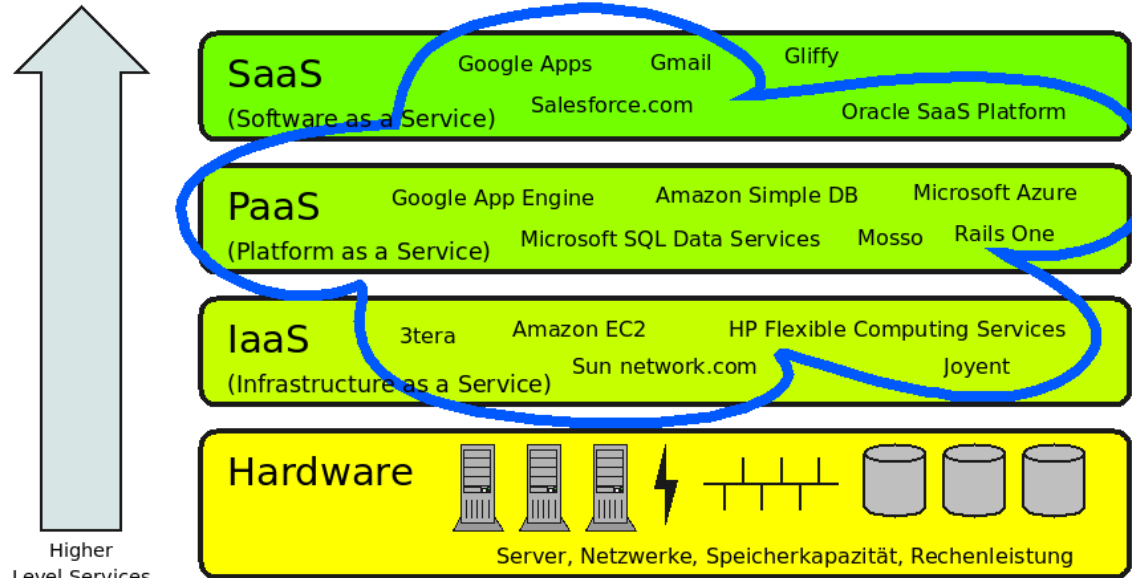 SaaS
(Software as a Service)
Google Apps
Gmail
Gliffy
Salesforce.com
Oracle SaaS Platform
PaaS
(Platform as a Service)
Google App Engine
Amazon Simple DB
Microsoft Azure
Microsoft SQL Data Services
Mosso
Rails One
IaaS
(Infrastructure as a Service)
3tera
Amazon EC2
HP Flexible Computing Services
Sun network.com
Joyent
Hardware
Server, Netzwerke, Speicherkapazität, Rechenleistung
Higher
Level Services